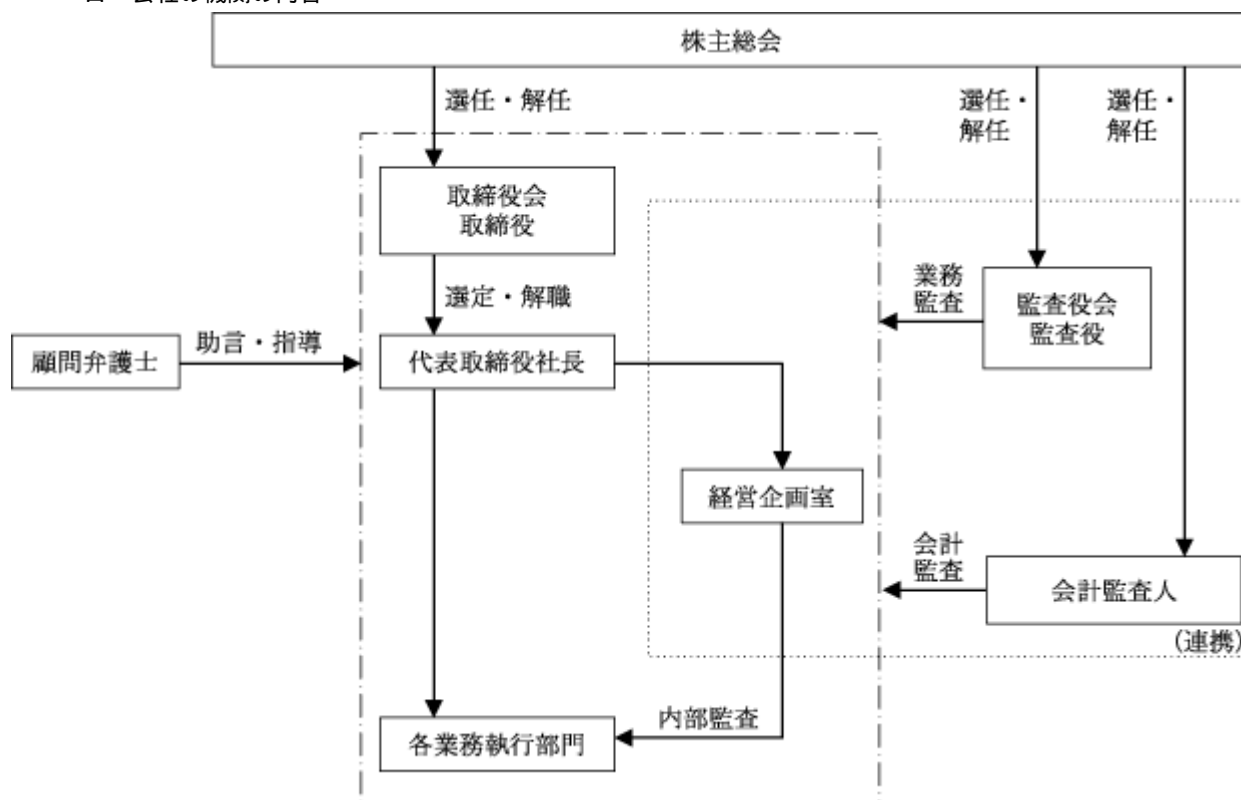 株主総会
選任・解任
選任・
解任
選任・
解任
取締役会
取締役
選定・解職
業務
監査
監査役会
監査役
顧問弁護士
助言・指導
代表取締役社長
経営企画室
会計
監査
会計監査人
(連携)
内部監査
各業務執行部門